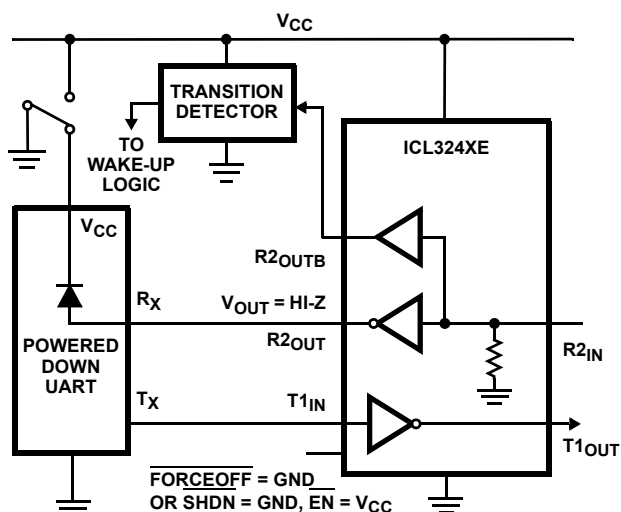 VCC
TRANSITION
DETECTOR
TO
WAKE-UP
LOGIC
ICL324XE
VCC
R2OUTB
RX
VOUT = HI-Z
R2OUT
POWERED
DOWN
UART
R2IN
TX
T1IN
T1OUT
FORCEOFF = GND
OR SHDN = GND, EN = VCC